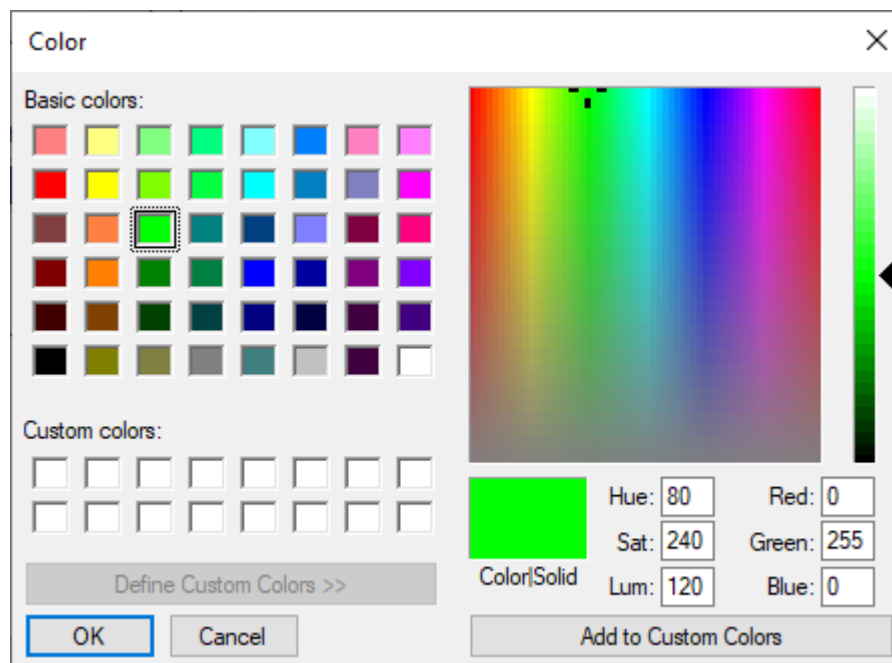 Color
Basic colors:
Custom colors:
Define Custom Colors >>
OK
Cancel
Color|Solid
Hue: 80
Sat: 240
Lum: 120
Red: 0
Green: 255
Blue: 0
Add to Custom Colors